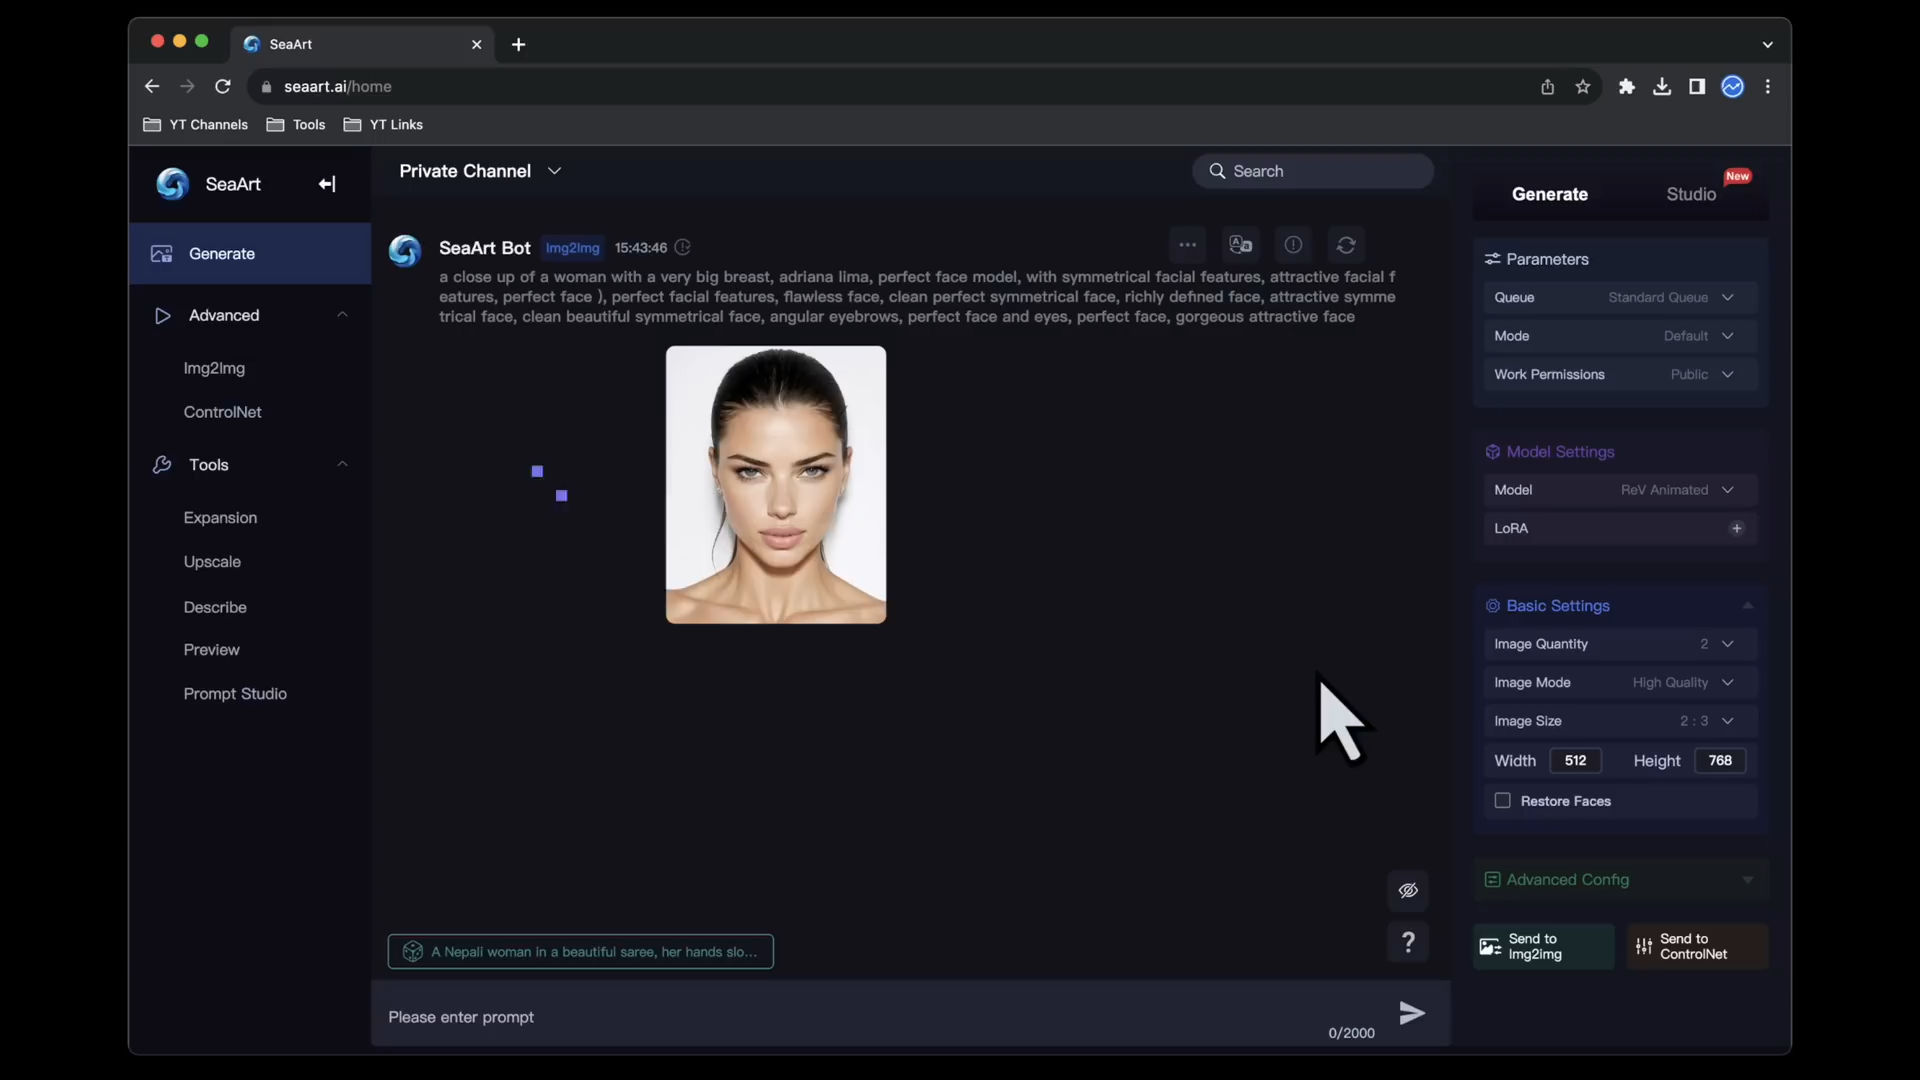 SeaArt
seaart.ai/home
YT Channels
Tools
YT Links
SeaArt
Generate
Advanced
Img2Img
ControlNet
Tools
Expansion
Upscale
Describe
Preview
Prompt Studio
Private Channel
Search
SeaArt Bot Img2Img 15:43:46
a close up of a woman with a very big breast, adriana lima, perfect face model, with symmetrical facial features, attractive facial f
eatures, perfect face ), perfect facial features, flawless face, clean perfect symmetrical face, richly defined face, attractive symme
trical face, clean beautiful symmetrical face, angular eyebrows, perfect face and eyes, perfect face, gorgeous attractive face
A Nepali woman in a beautiful saree, her hands slo...
?
Please enter prompt
0/2000
Generate
Studio
New
Parameters
Queue Standard Queue
Mode Default
Work Permissions Public
Model Settings
Model ReV Animated
LoRA +
Basic Settings
Image Quantity 2
Image Mode High Quality
Image Size 2 : 3
Width 512 Height 768
Restore Faces
Advanced Config
Send to
Img2img
Send to
ControlNet